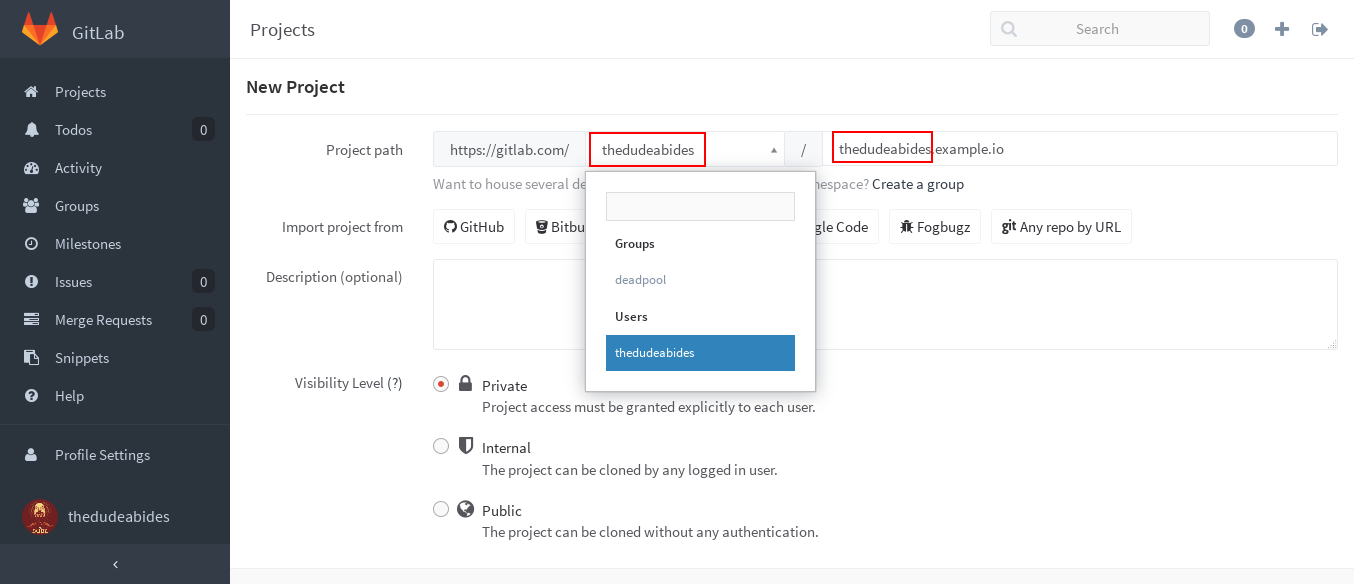 GitLab
Projects
Search
0
Projects
Todos 0
Activity
Groups
Milestones
Issues 0
Merge Requests 0
Snippets
Help
Profile Settings
thedudeabides
New Project
Project path https://gitlab.com/ thedudeabides / thedudeabides.example.io
Want to house several de
nespace? Create a group
Import project from GitHub Bitbu gle Code Fogbugz git Any repo by URL
Groups
deadpool
Users
thedudeabides
Description (optional)
Visibility Level (?) Private
Project access must be granted explicitly to each user.
Internal
The project can be cloned by any logged in user.
Public
The project can be cloned without any authentication.